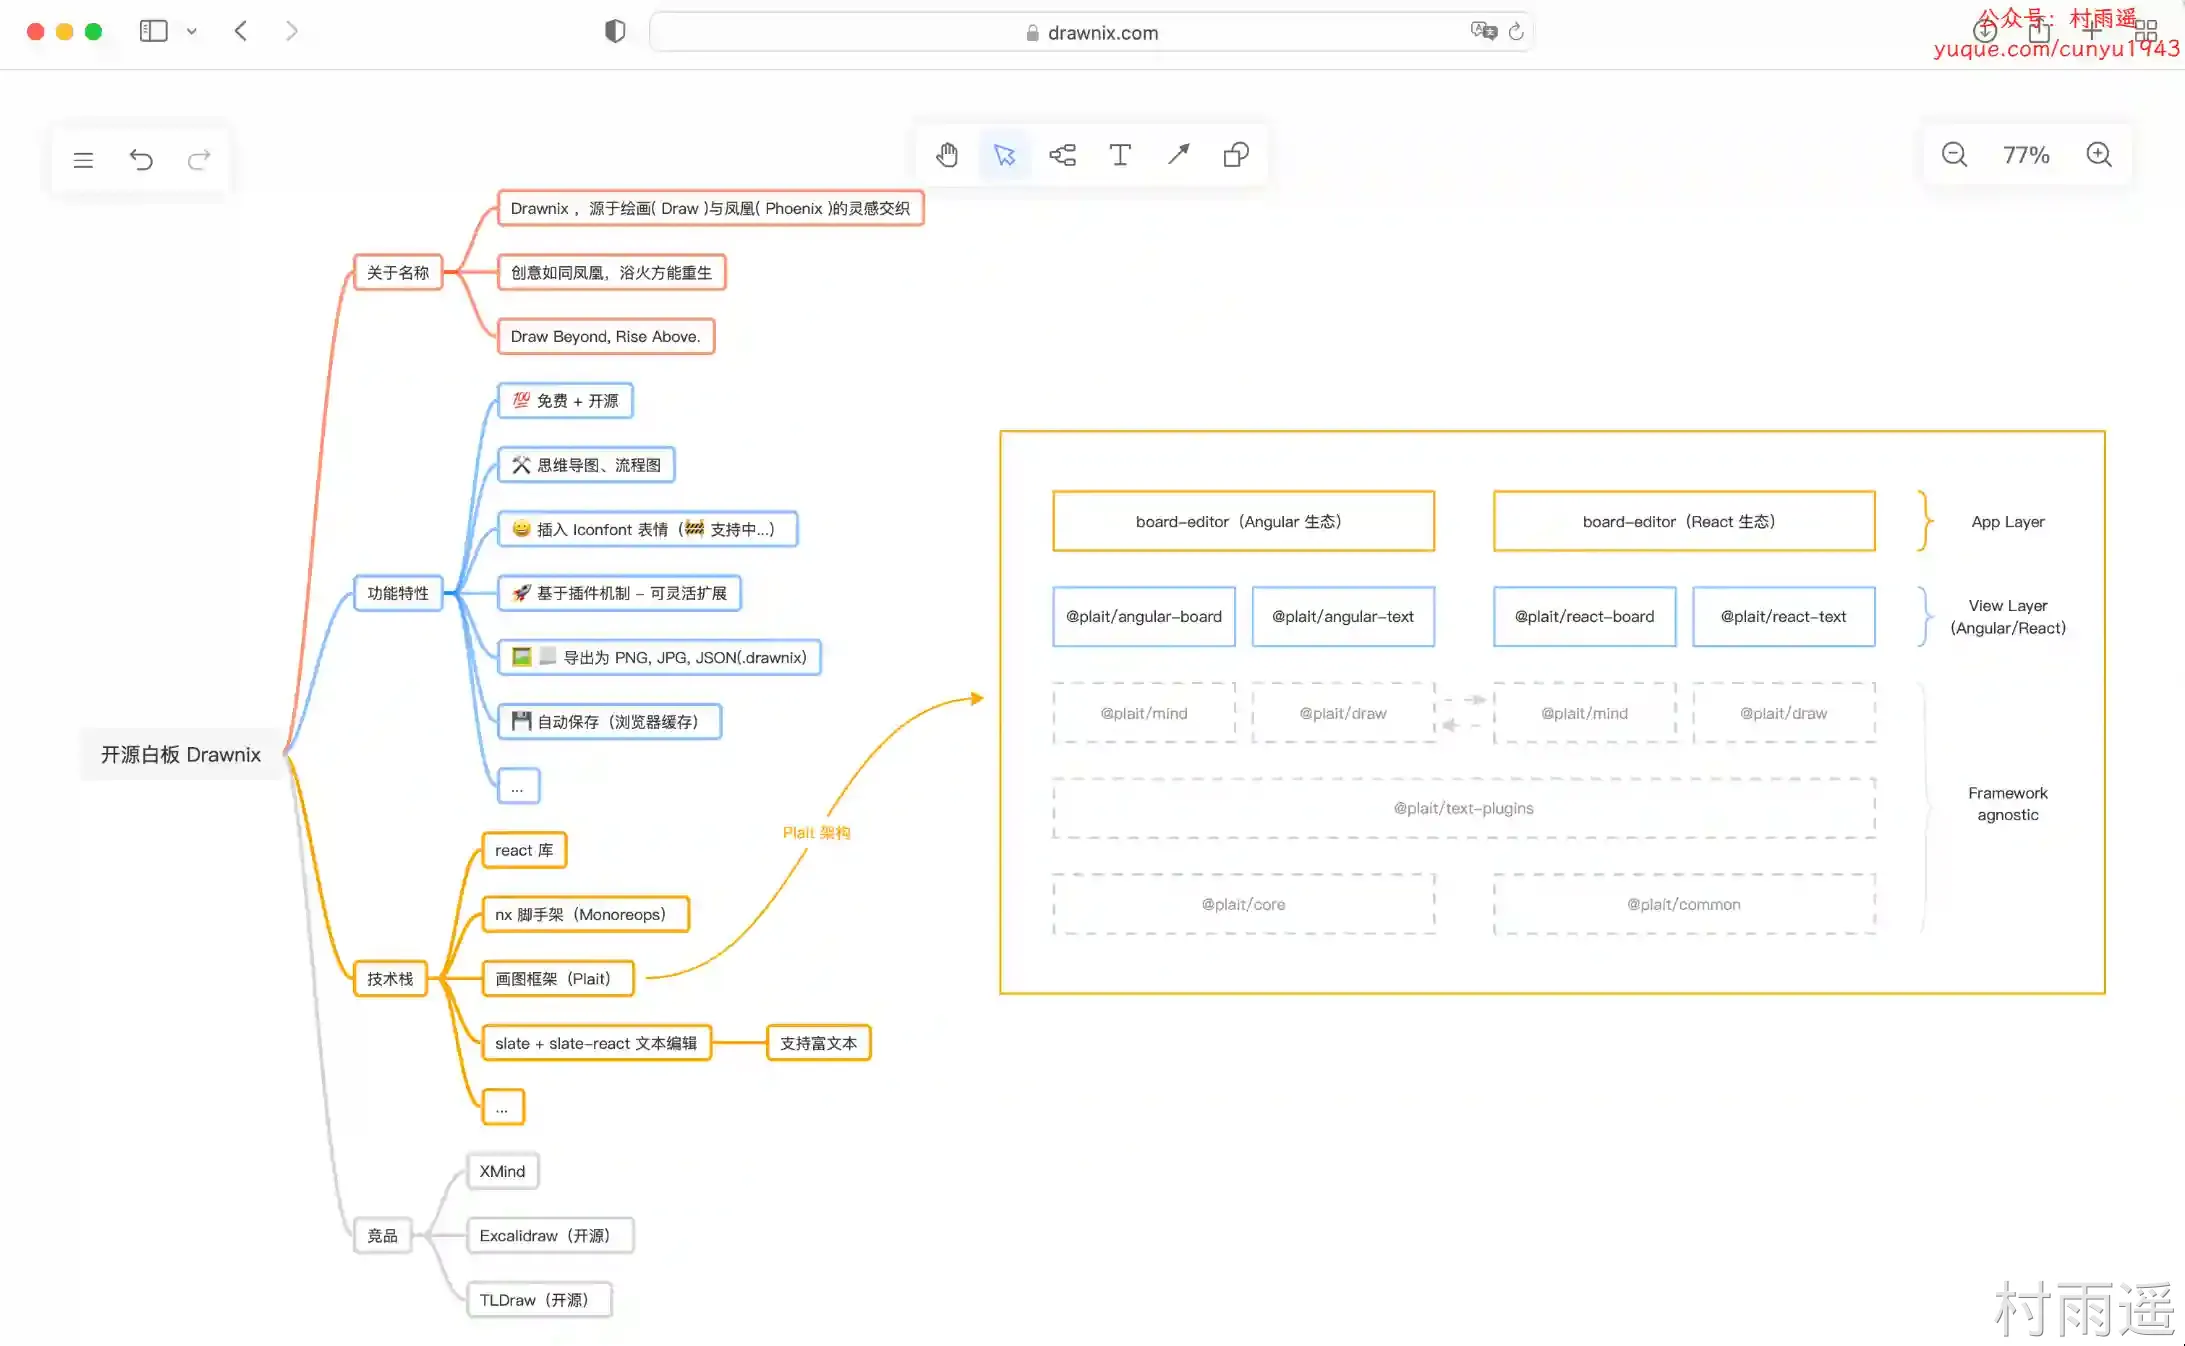 drawnix.com
公众号：村雨遥
yuque.com/cunyu1943
77%
Drawnix ，源于绘画( Draw )与凤凰( Phoenix )的灵感交织
关于名称
创意如同凤凰，浴火方能重生
Draw Beyond, Rise Above.
💯 免费 + 开源
⚒️ 思维导图、流程图
😀 插入 Iconfont 表情（🚧 支持中...）
功能特性
🚀 基于插件机制 – 可灵活扩展
🖼️ 📃 导出为 PNG, JPG, JSON(.drawnix)
💾 自动保存（浏览器缓存）
...
开源白板 Drawnix
react 库
nx 脚手架（Monoreops）
技术栈
画图框架（Plait）
slate + slate-react 文本编辑
支持富文本
...
XMind
竞品
Excalidraw（开源）
TLDraw（开源）
Plait 架构
board-editor（Angular 生态）
board-editor（React 生态）
App Layer
@plait/angular-board
@plait/angular-text
@plait/react-board
@plait/react-text
View Layer
(Angular/React)
@plait/mind
@plait/draw
@plait/mind
@plait/draw
@plait/text-plugins
Framework
agnostic
@plait/core
@plait/common
村雨遥